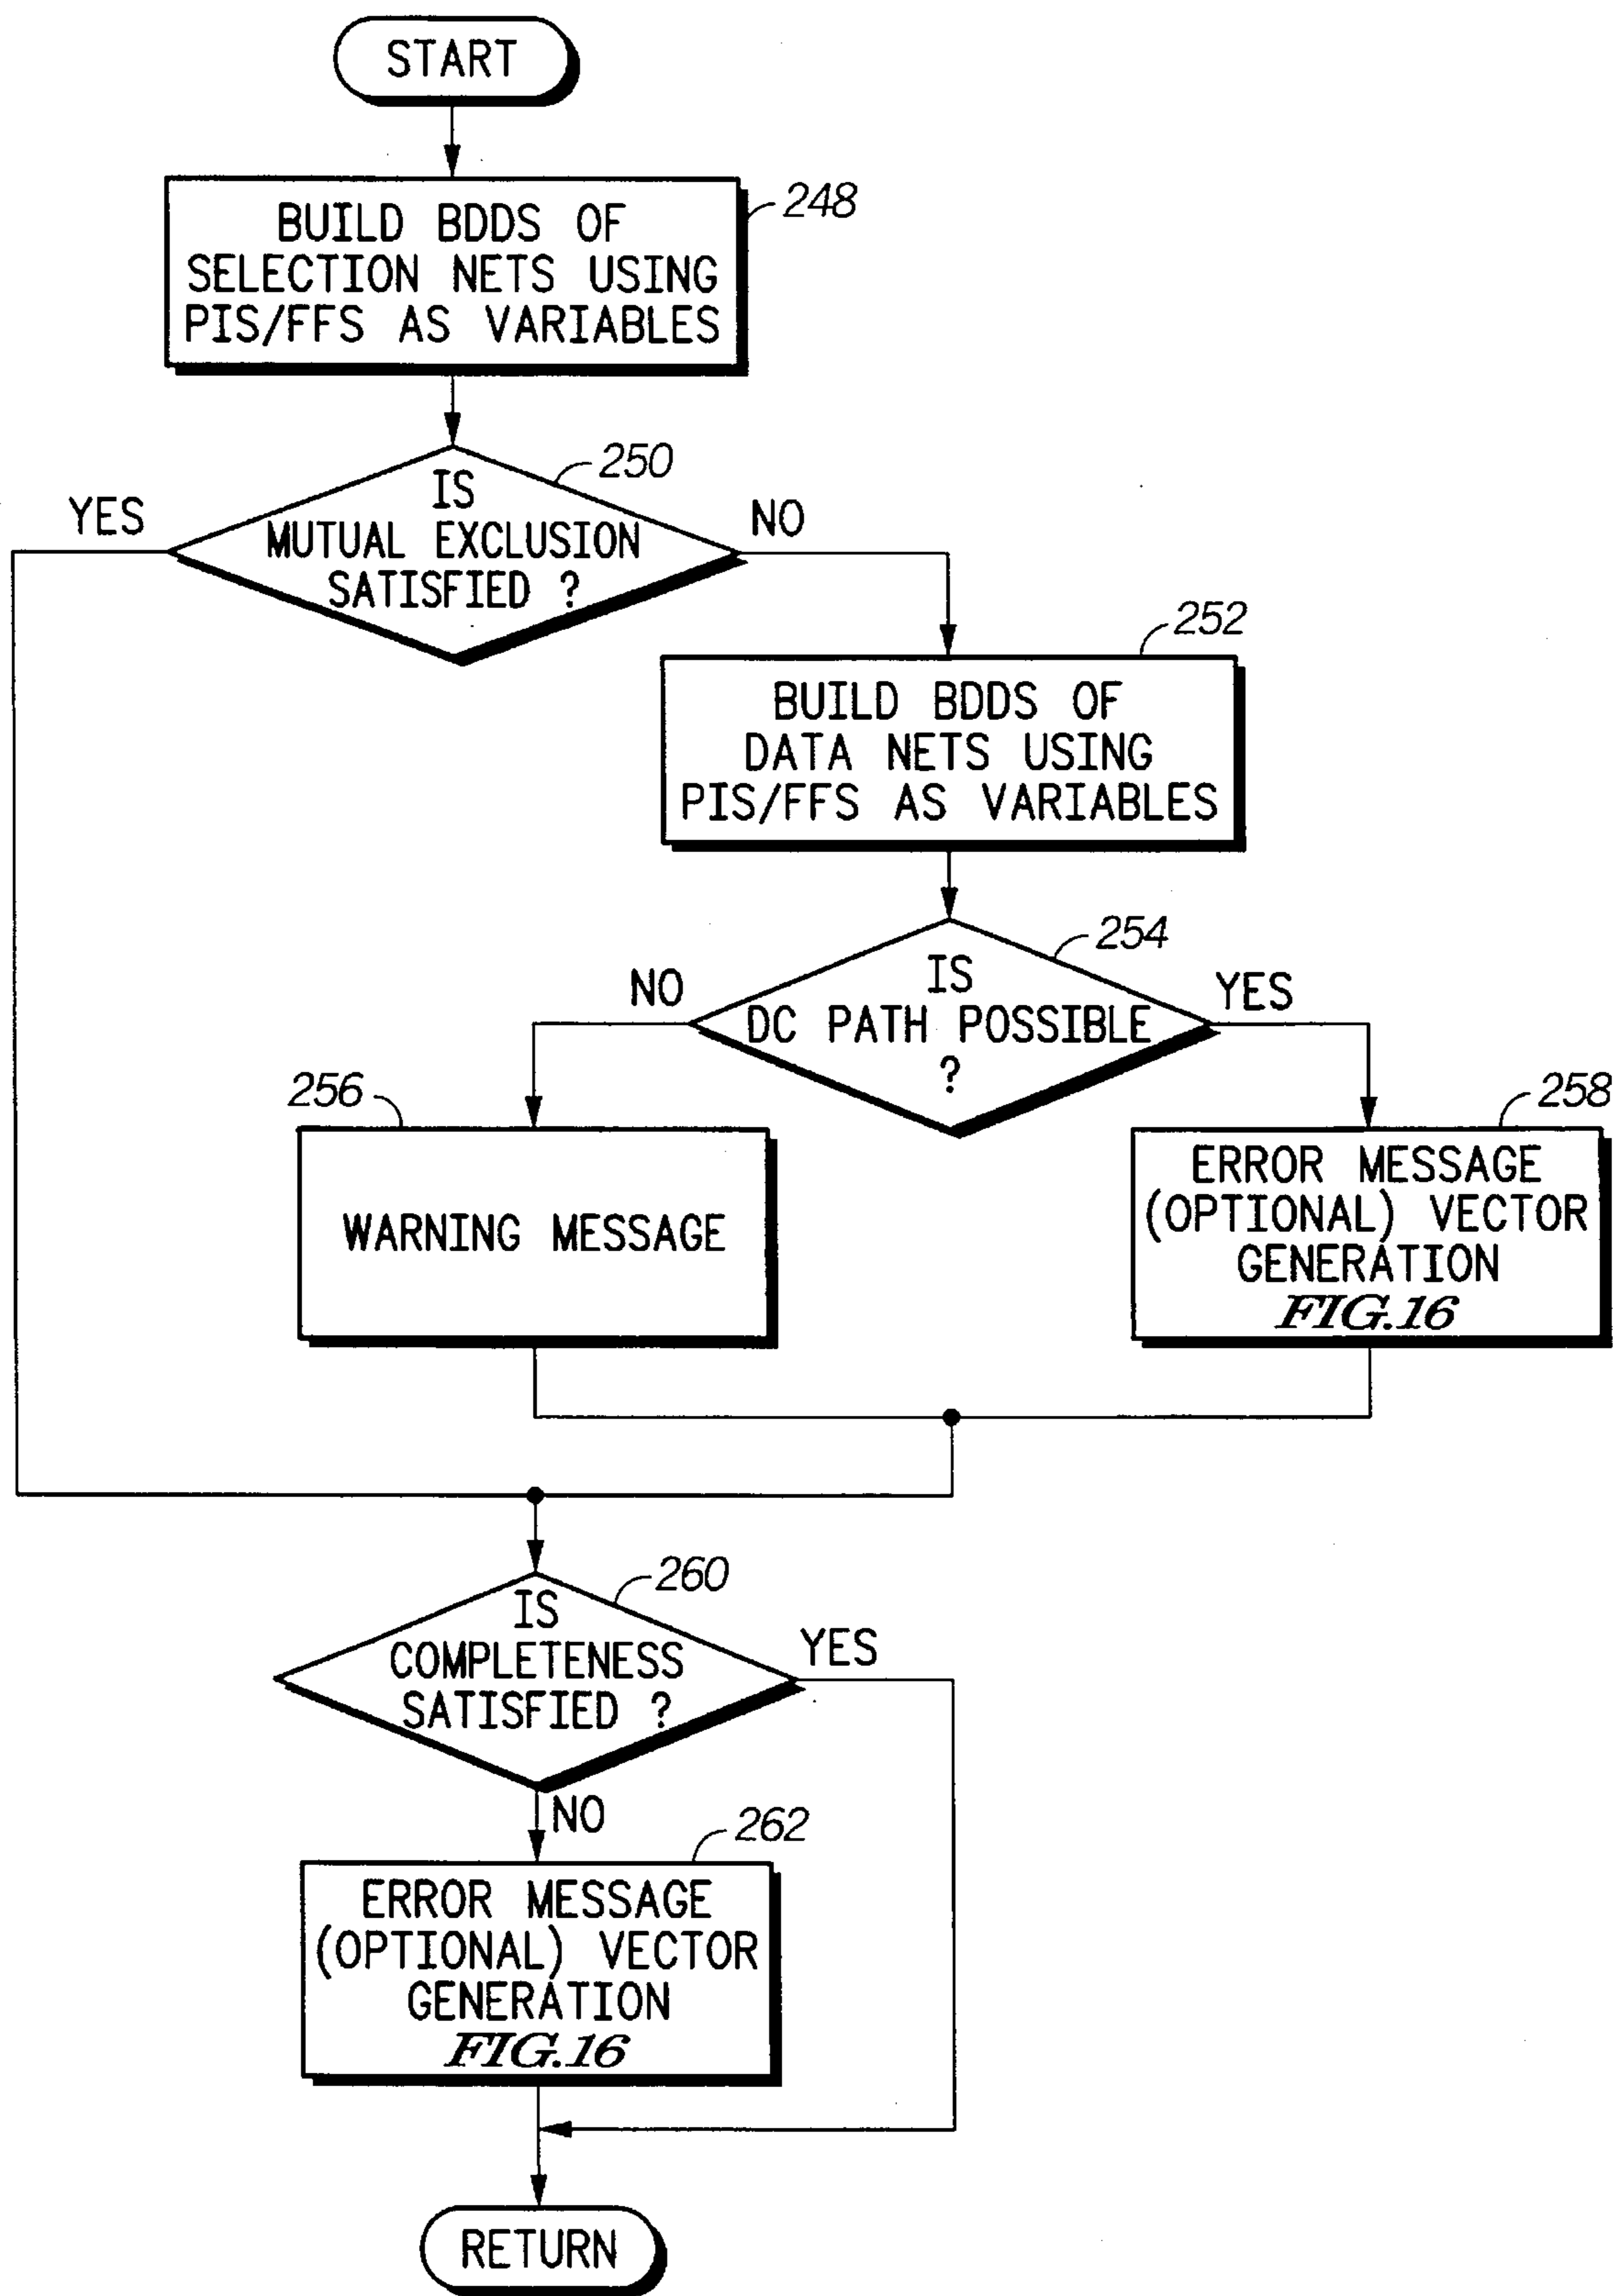 START
248
BUILD BDDS OF
SELECTION NETS USING
PIS/FFS AS VARIABLES
250
YES
IS
MUTUAL EXCLUSION
SATISFIED ?
NO
252
BUILD BDDS OF
DATA NETS USING
PIS/FFS AS VARIABLES
254
NO
IS
DC PATH POSSIBLE
?
YES
256
WARNING MESSAGE
258
ERROR MESSAGE
(OPTIONAL) VECTOR
GENERATION
FIG.16
260
IS
COMPLETENESS
SATISFIED ?
YES
NO
262
ERROR MESSAGE
(OPTIONAL) VECTOR
GENERATION
FIG.16
RETURN